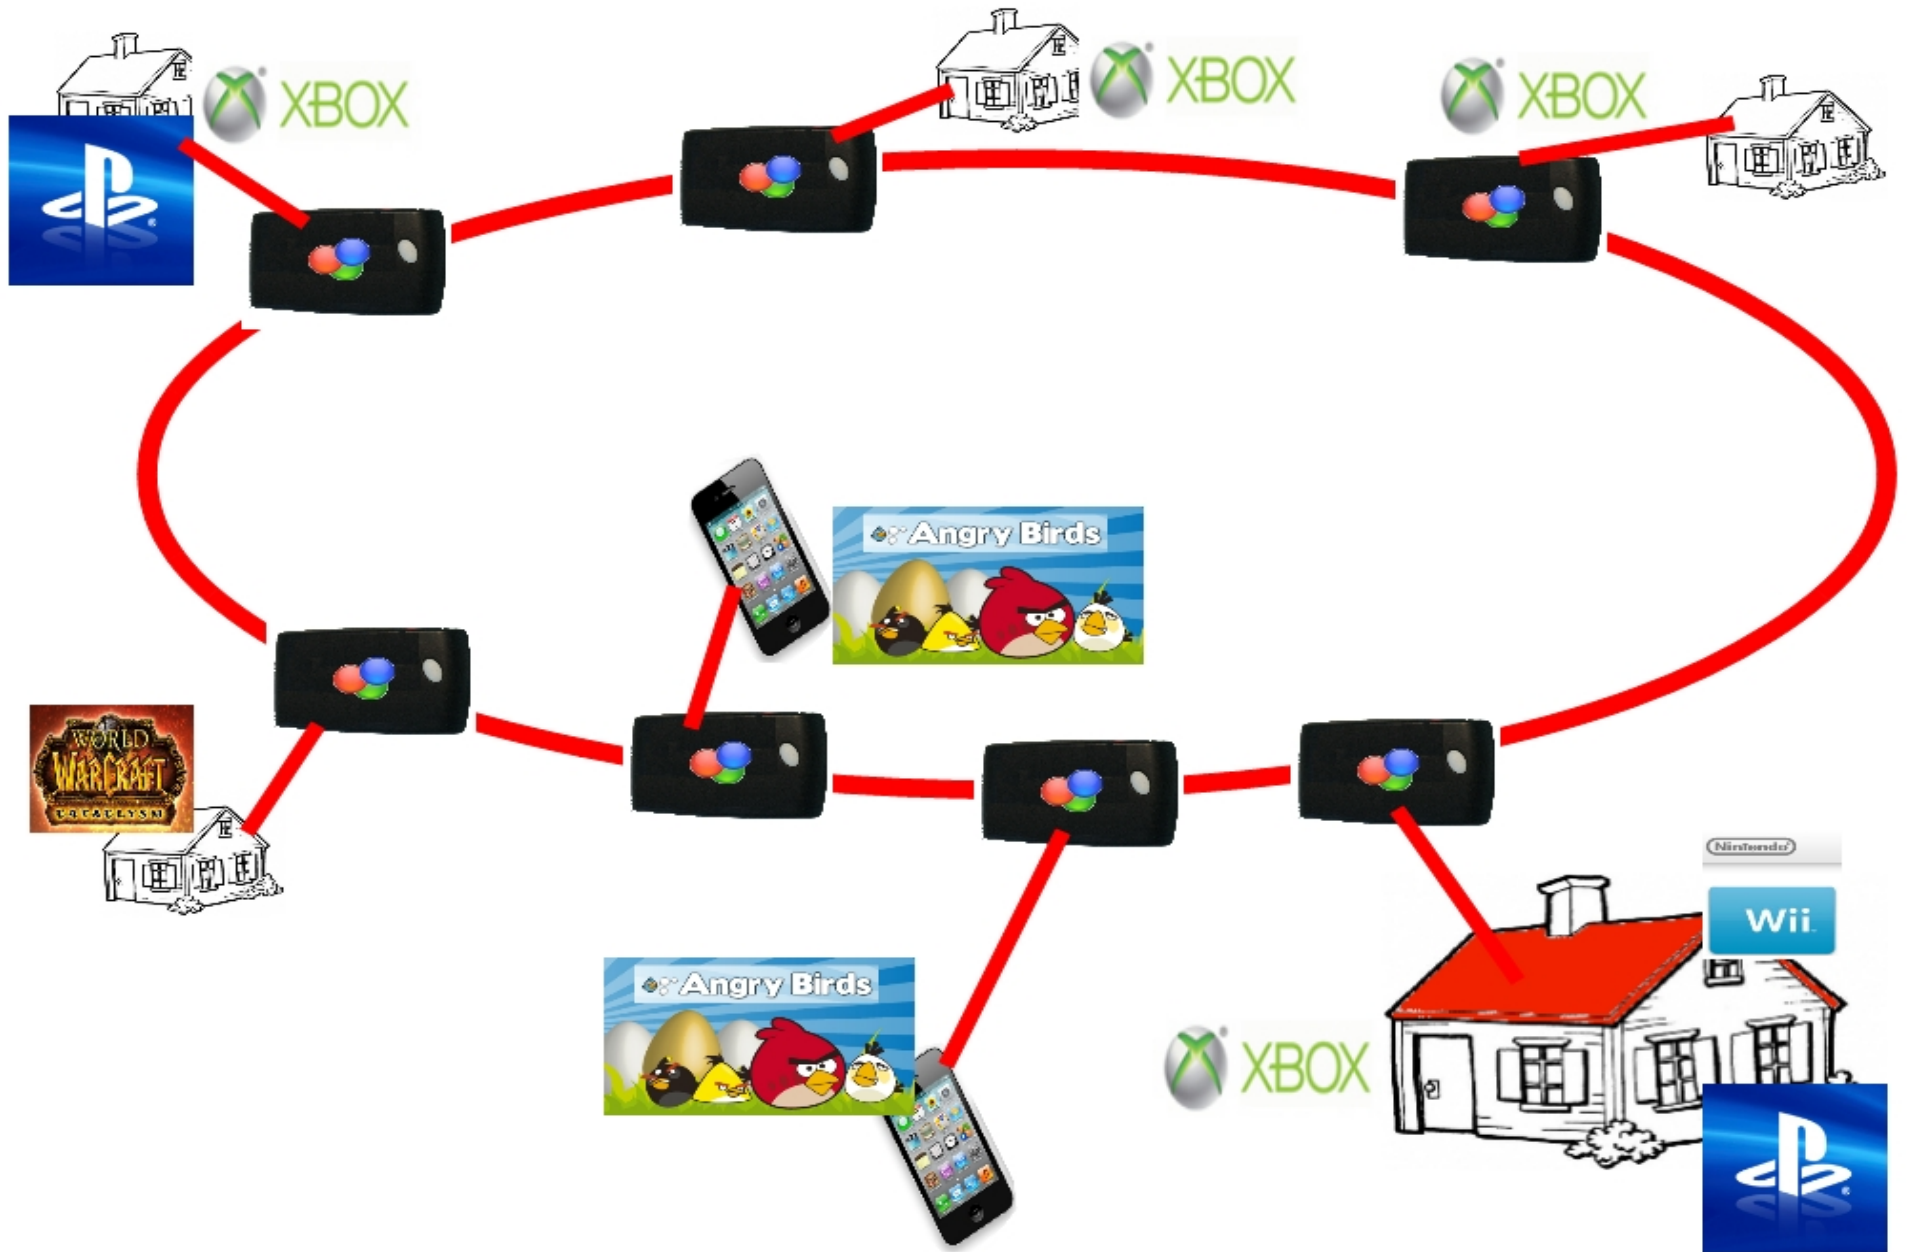 XBOX
XBOX
XBOX
Angry Birds
WORLD
WARCRAFT
CATACLYSM
Nintendo
Wii
Angry Birds
XBOX